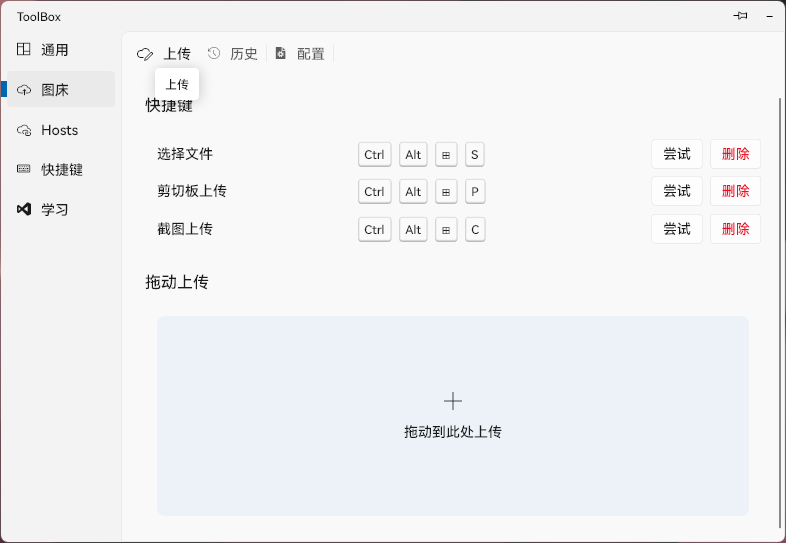 ToolBox
通用
图床
Hosts
快捷键
学习
上传 历史 配置
上传
快捷键
选择文件 Ctrl Alt ⊞ S 尝试 删除
剪切板上传 Ctrl Alt ⊞ P 尝试 删除
截图上传 Ctrl Alt ⊞ C 尝试 删除
拖动上传
拖动到此处上传